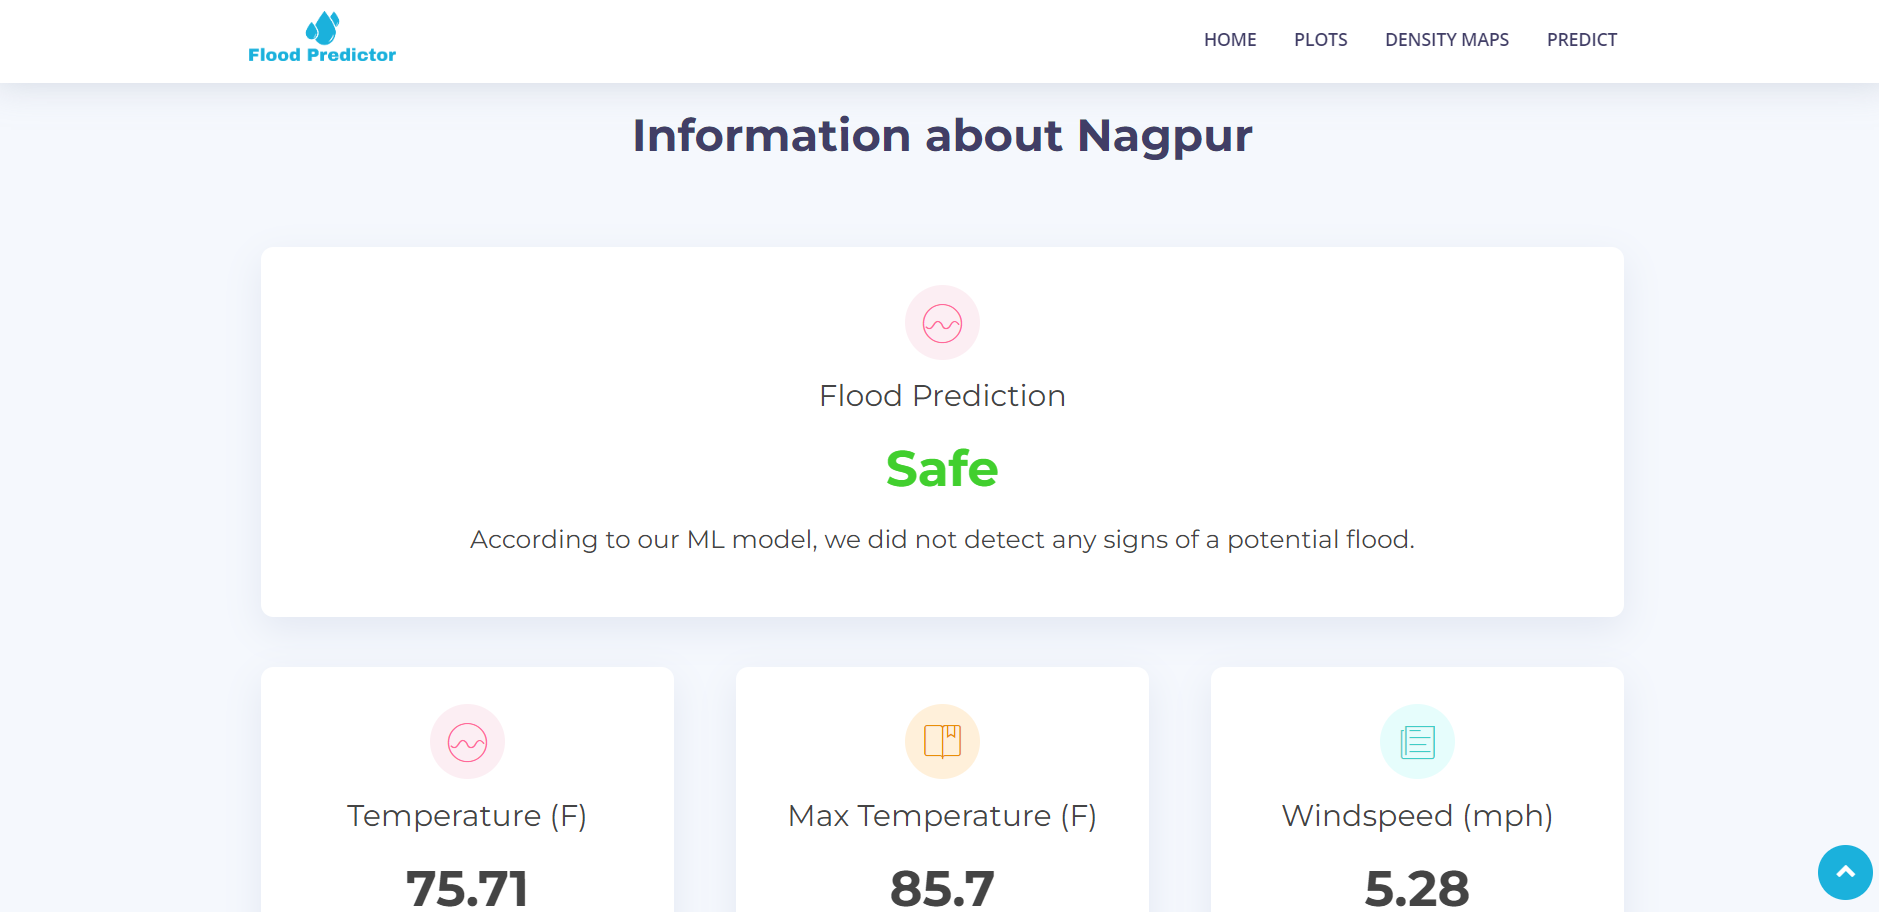 Flood Predictor
HOME PLOTS DENSITY MAPS PREDICT
Information about Nagpur
Flood Prediction
Safe
According to our ML model, we did not detect any signs of a potential flood.
Temperature (F)
75.71
Max Temperature (F)
85.7
Windspeed (mph)
5.28